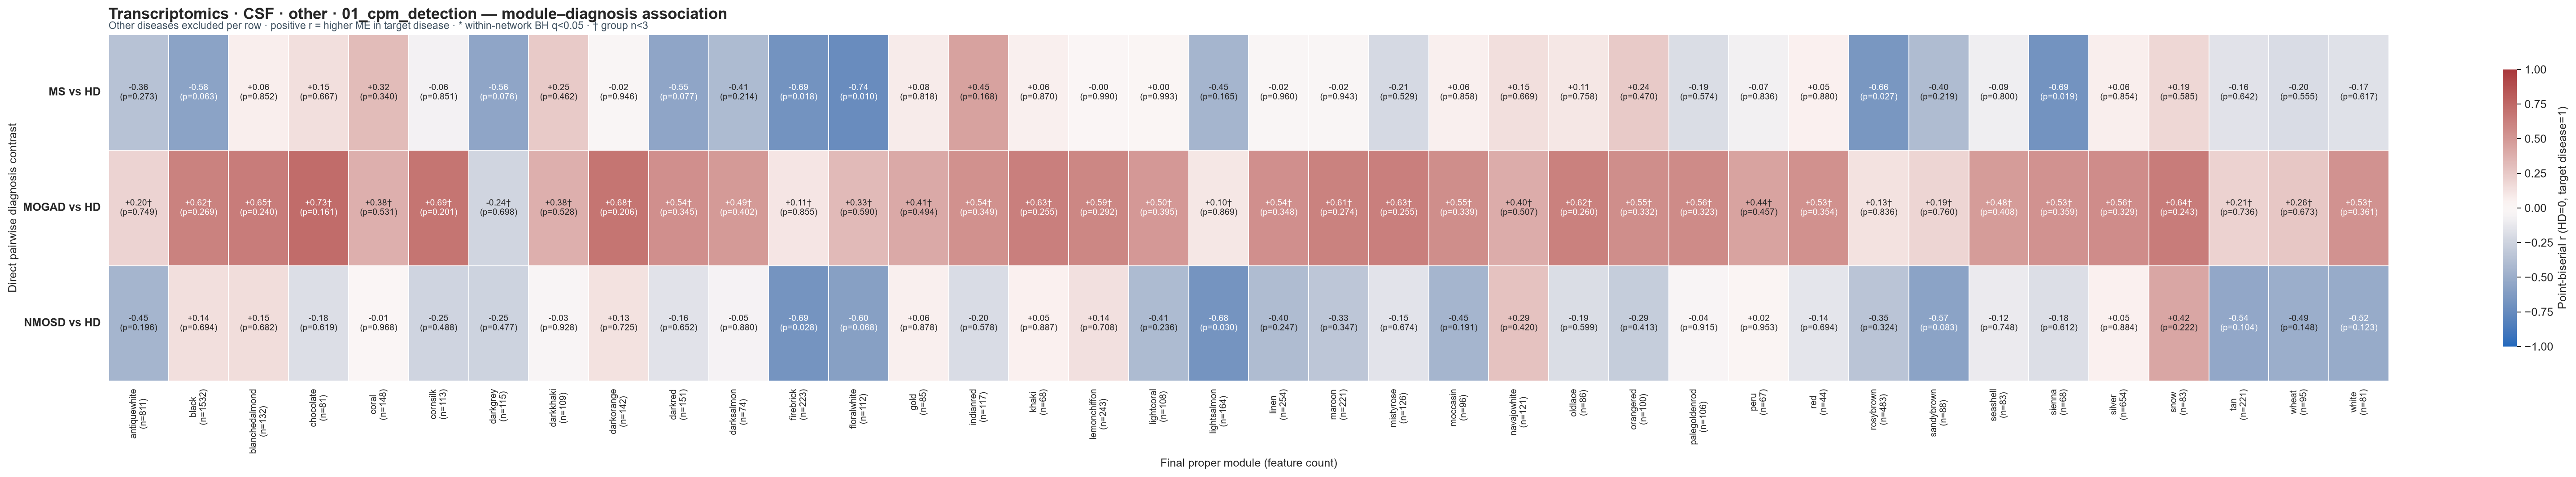 Transcriptomics · CSF · other · 01_cpm_detection — module–diagnosis association
Other diseases excluded per row · positive r = higher ME in target disease · * within-network BH q<0.05 · † group n<3
Direct pairwise diagnosis contrast
MS vs HD
-0.36 -0.58 +0.06 +0.15 +0.32 -0.06 -0.56 +0.25 -0.02 -0.55 -0.41 -0.69 -0.74 +0.08 +0.45 +0.06 -0.00 +0.00 -0.45 -0.02 -0.02 -0.21 +0.06 +0.15 +0.11 +0.24 -0.19 -0.07 +0.05 -0.66 -0.40 -0.09 -0.69 +0.06 +0.19 -0.16 -0.20 -0.17
(p=0.273) (p=0.063) (p=0.852) (p=0.667) (p=0.340) (p=0.851) (p=0.076) (p=0.462) (p=0.946) (p=0.077) (p=0.214) (p=0.018) (p=0.010) (p=0.818) (p=0.168) (p=0.870) (p=0.990) (p=0.993) (p=0.165) (p=0.960) (p=0.943) (p=0.529) (p=0.858) (p=0.669) (p=0.758) (p=0.470) (p=0.574) (p=0.836) (p=0.880) (p=0.027) (p=0.219) (p=0.800) (p=0.019) (p=0.854) (p=0.585) (p=0.642) (p=0.555) (p=0.617)
MOGAD vs HD
+0.20† +0.62† +0.65† +0.73† +0.38† +0.69† -0.24† +0.38† +0.68† +0.54† +0.49† +0.11† +0.33† +0.41† +0.54† +0.63† +0.59† +0.50† +0.10† +0.54† +0.61† +0.63† +0.55† +0.40† +0.62† +0.55† +0.56† +0.44† +0.53† +0.13† +0.19† +0.48† +0.53† +0.56† +0.64† +0.21† +0.26† +0.53†
(p=0.749) (p=0.269) (p=0.240) (p=0.161) (p=0.531) (p=0.201) (p=0.698) (p=0.528) (p=0.206) (p=0.345) (p=0.402) (p=0.855) (p=0.590) (p=0.494) (p=0.349) (p=0.255) (p=0.292) (p=0.395) (p=0.869) (p=0.348) (p=0.274) (p=0.255) (p=0.339) (p=0.507) (p=0.260) (p=0.332) (p=0.323) (p=0.457) (p=0.354) (p=0.836) (p=0.760) (p=0.408) (p=0.359) (p=0.329) (p=0.243) (p=0.736) (p=0.673) (p=0.361)
NMOSD vs HD
-0.45 +0.14 +0.15 -0.18 -0.01 -0.25 -0.25 -0.03 +0.13 -0.16 -0.05 -0.69 -0.60 +0.06 -0.20 +0.05 +0.14 -0.41 -0.68 -0.40 -0.33 -0.15 -0.45 +0.29 -0.19 -0.29 -0.04 +0.02 -0.14 -0.35 -0.57 -0.12 -0.18 +0.05 +0.42 -0.54 -0.49 -0.52
(p=0.196) (p=0.694) (p=0.682) (p=0.619) (p=0.968) (p=0.488) (p=0.477) (p=0.928) (p=0.725) (p=0.652) (p=0.880) (p=0.028) (p=0.068) (p=0.878) (p=0.578) (p=0.887) (p=0.708) (p=0.236) (p=0.030) (p=0.247) (p=0.347) (p=0.674) (p=0.191) (p=0.420) (p=0.599) (p=0.413) (p=0.915) (p=0.953) (p=0.694) (p=0.324) (p=0.083) (p=0.748) (p=0.612) (p=0.884) (p=0.222) (p=0.104) (p=0.148) (p=0.123)
antiquewhite
(n=811)
black
(n=1532)
blanchedalmond
(n=132)
chocolate
(n=81)
coral
(n=148)
cornsilk
(n=113)
darkgrey
(n=115)
darkkhaki
(n=109)
darkorange
(n=142)
darkred
(n=151)
darksalmon
(n=74)
firebrick
(n=223)
floralwhite
(n=112)
gold
(n=85)
indianred
(n=117)
khaki
(n=68)
lemonchiffon
(n=243)
lightcoral
(n=108)
lightsalmon
(n=164)
linen
(n=254)
maroon
(n=221)
mistyrose
(n=126)
moccasin
(n=96)
navajowhite
(n=121)
oldlace
(n=86)
orangered
(n=100)
palegoldenrod
(n=106)
peru
(n=67)
red
(n=44)
rosybrown
(n=483)
sandybrown
(n=88)
seashell
(n=83)
sienna
(n=68)
silver
(n=654)
snow
(n=83)
tan
(n=221)
wheat
(n=95)
white
(n=81)
Final proper module (feature count)
1.00
0.75
0.50
0.25
0.00
−0.25
−0.50
−0.75
−1.00
Point-biserial r (HD=0, target disease=1)